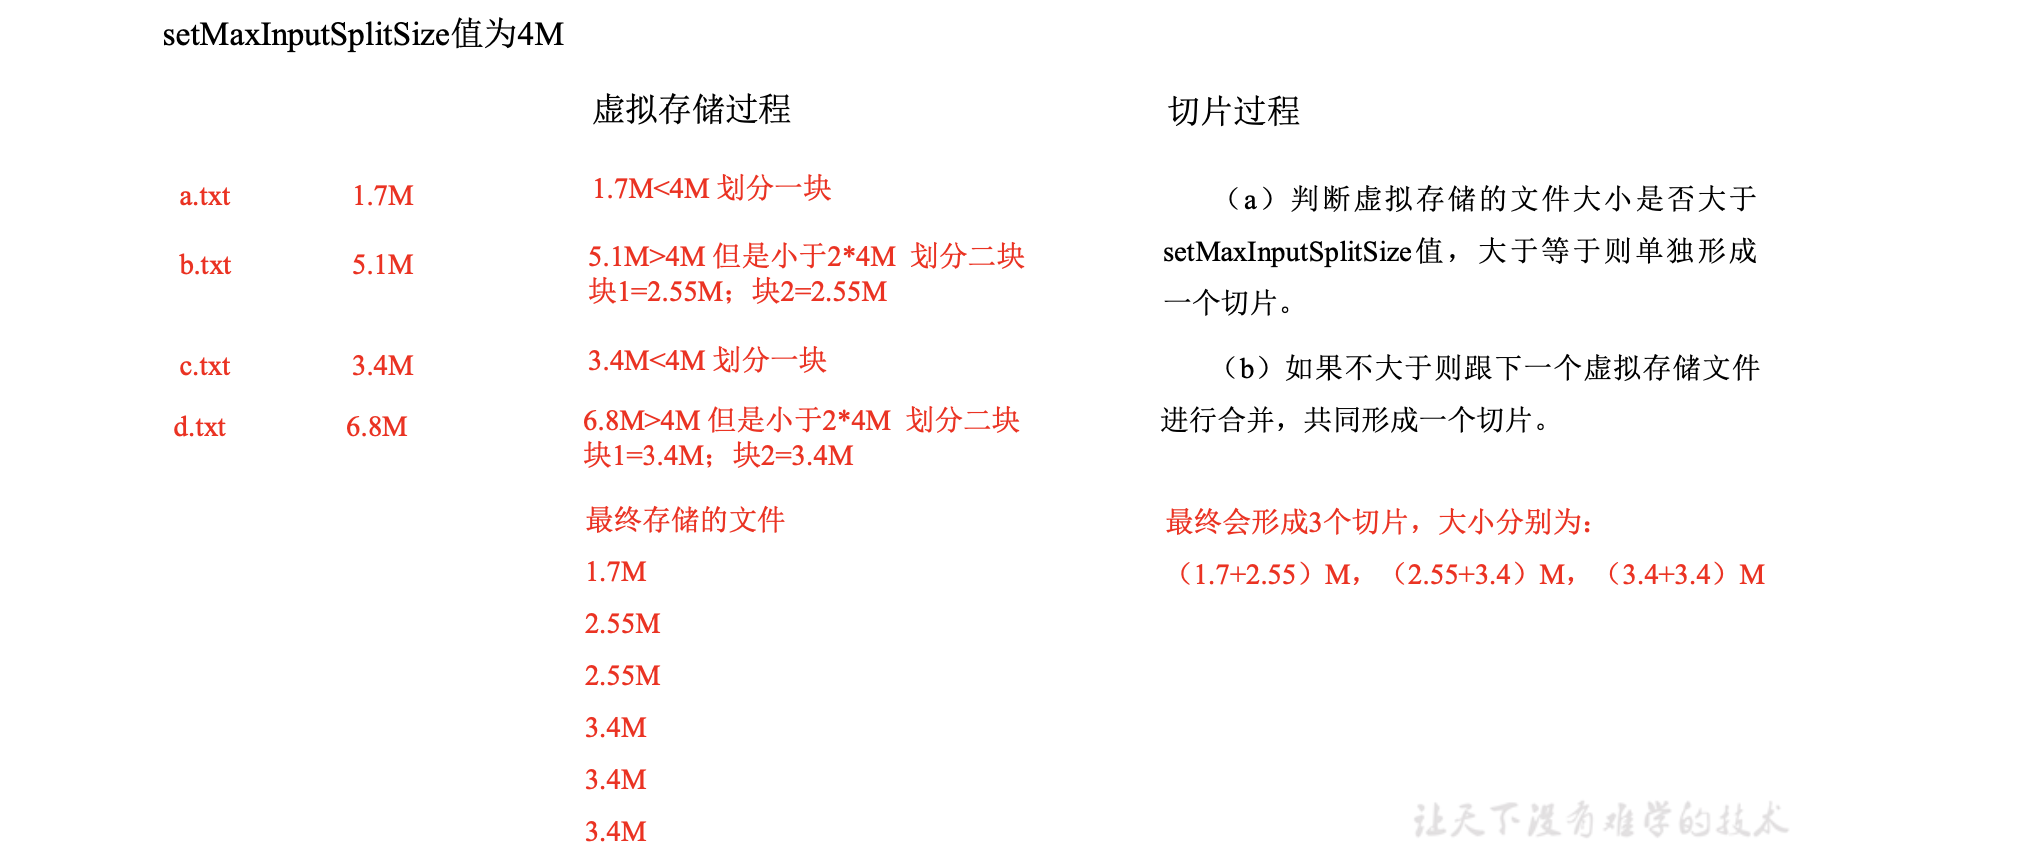 setMaxInputSplitSize值为4M
虚拟存储过程
切片过程
a.txt 1.7M 1.7M<4M 划分一块
b.txt 5.1M 5.1M>4M 但是小于2*4M 划分二块
块1=2.55M；块2=2.55M
c.txt 3.4M 3.4M<4M 划分一块
d.txt 6.8M 6.8M>4M 但是小于2*4M 划分二块
块1=3.4M；块2=3.4M
最终存储的文件
1.7M
2.55M
2.55M
3.4M
3.4M
3.4M
（a）判断虚拟存储的文件大小是否大于
setMaxInputSplitSize值，大于等于则单独形成
一个切片。
（b）如果不大于则跟下一个虚拟存储文件
进行合并，共同形成一个切片。
最终会形成3个切片，大小分别为：
（1.7+2.55）M，（2.55+3.4）M，（3.4+3.4）M
让天下没有难学的技术